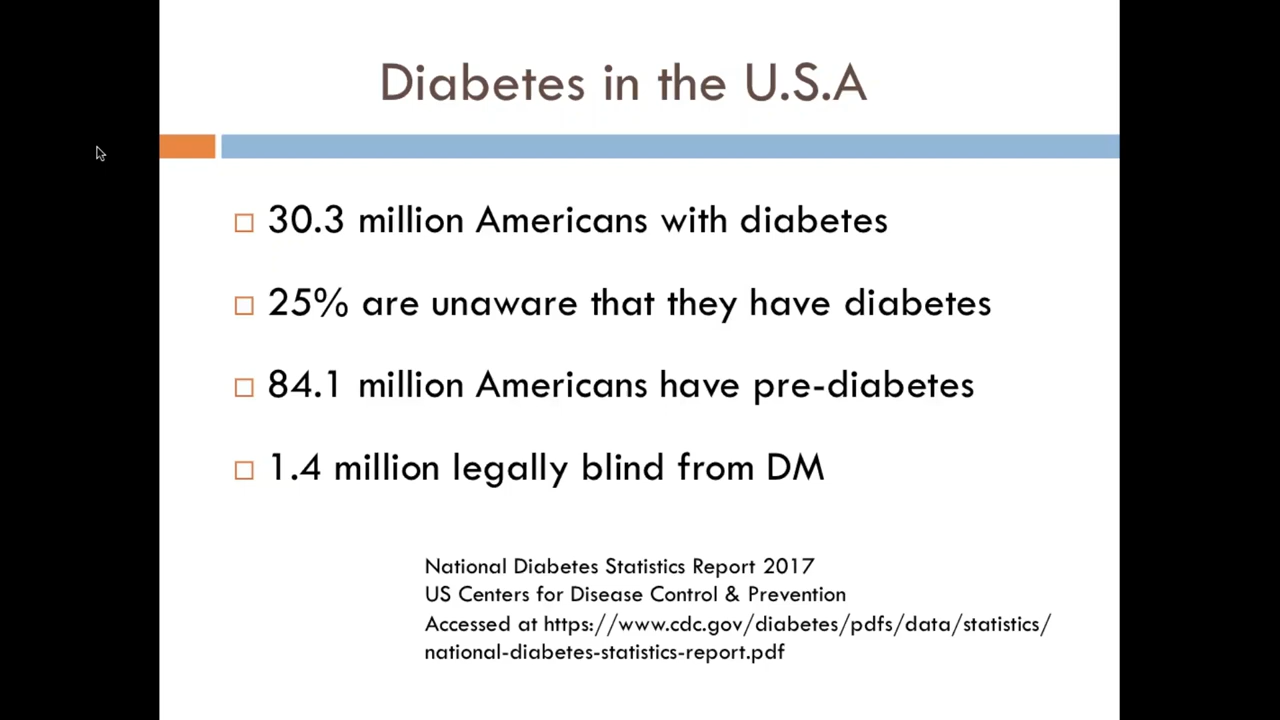 Diabetes in the U.S.A
30.3 million Americans with diabetes
25% are unaware that they have diabetes
84.1 million Americans have pre-diabetes
1.4 million legally blind from DM
National Diabetes Statistics Report 2017
US Centers for Disease Control & Prevention
Accessed at https://www.cdc.gov/diabetes/pdfs/data/statistics/
national-diabetes-statistics-report.pdf